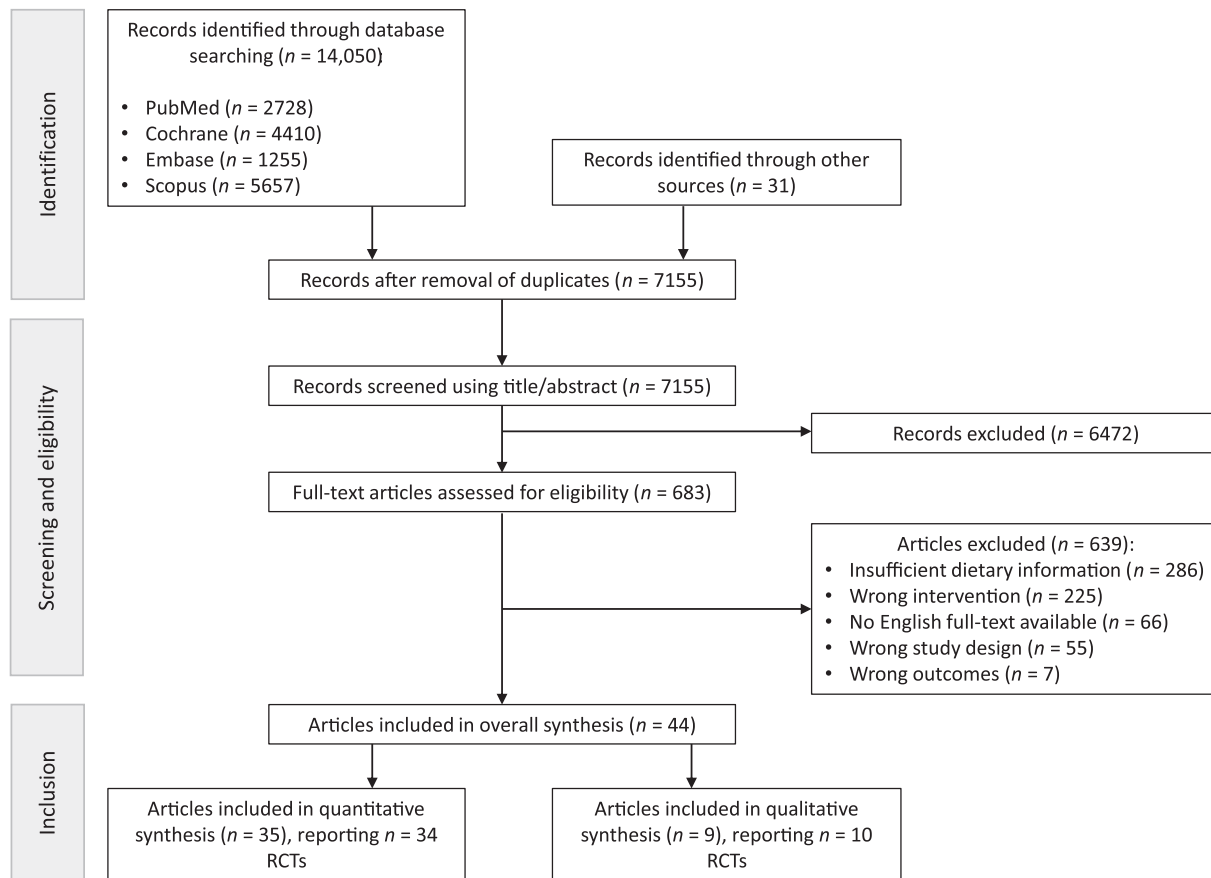 Identification
Records identified through database
searching (n = 14,050)
• PubMed (n = 2728)
• Cochrane (n = 4410)
• Embase (n = 1255)
• Scopus (n = 5657)
Records identified through other
sources (n = 31)
Records after removal of duplicates (n = 7155)
Screening and eligibility
Records screened using title/abstract (n = 7155)
Records excluded (n = 6472)
Full-text articles assessed for eligibility (n = 683)
Articles excluded (n = 639):
• Insufficient dietary information (n = 286)
• Wrong intervention (n = 225)
• No English full-text available (n = 66)
• Wrong study design (n = 55)
• Wrong outcomes (n = 7)
Inclusion
Articles included in overall synthesis (n = 44)
Articles included in quantitative
synthesis (n = 35), reporting n = 34
RCTs
Articles included in qualitative
synthesis (n = 9), reporting n = 10
RCTs